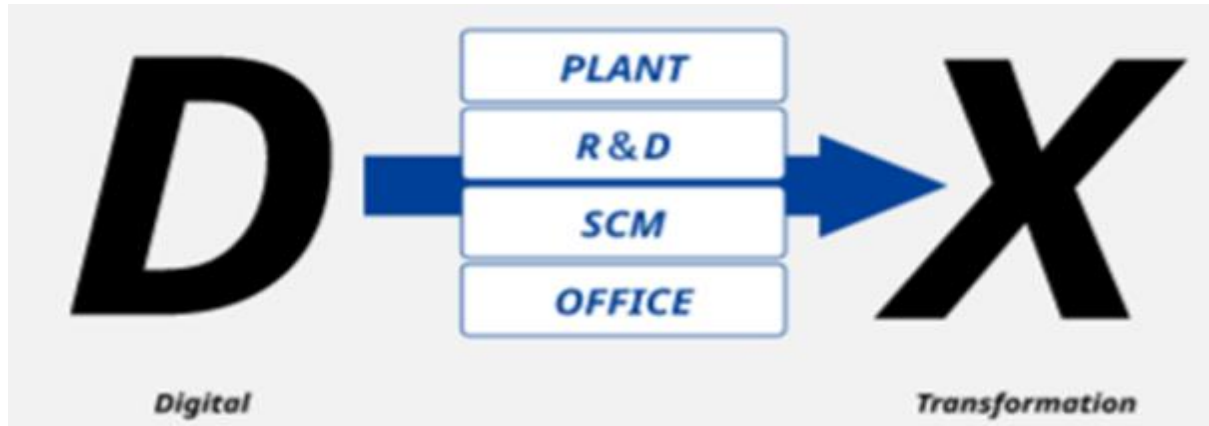 D
PLANT
R&D
SCM
OFFICE
X
Digital
Transformation